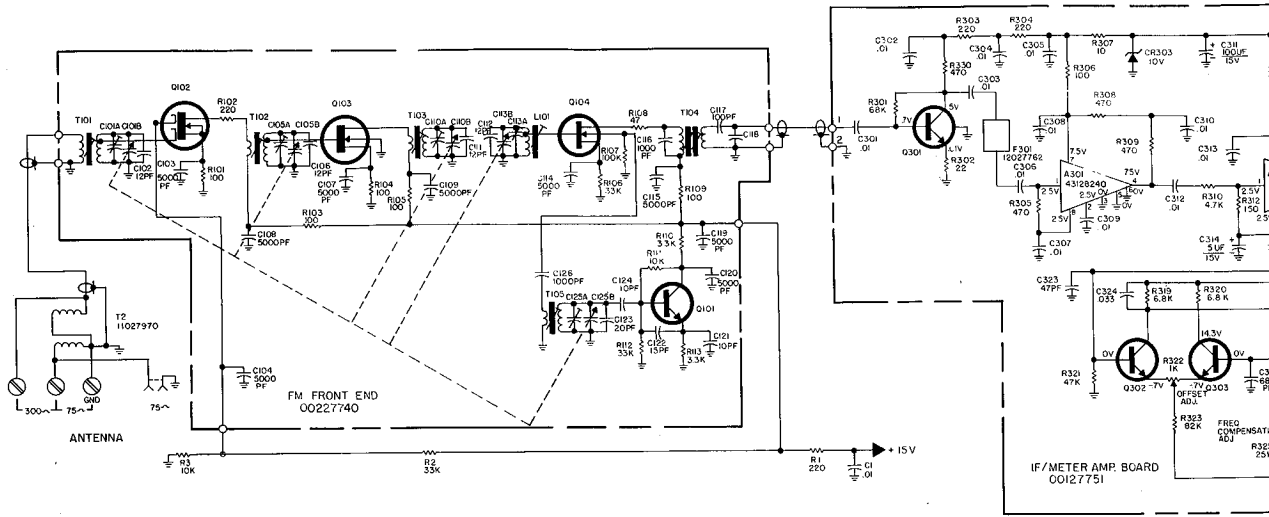 T101
C101A C101B
C102
12PF
C103
5000
PF
Q102
R101
100
R102
220
T102
C105A
C105B
C106
12PF
C107
5000
PF
Q103
R104
100
R105
100
R103
100
C108
5000PF
T103
C110A
C110B
C111
12PF
C109
5000PF
C112
12PF
C113B
C113A
L101
Q104
C114
5000
PF
R107
100K
R106
33K
R108
47
C116
1000
PF
C115
5000PF
T104
C117
100PF
C118
R109
100
R110
3.3K
C119
5000
PF
R111
10K
C120
5000
PF
C126
1000PF
T105
C125A
C125B
C124
10PF
C123
20PF
Q101
C122
15PF
C121
10PF
R112
33K
R113
3.3K
T2
11027970
C104
5000
PF
GND
300~
75~
75~
ANTENNA
FM FRONT END
00227740
R3
10K
R2
33K
R1
220
C1
.01
+ 15V
1
2
C302
.01
R303
220
R304
220
C304
.01
C305
.01
R307
10
CR303
10V
C311
100UF
15V
R330
470
C303
.01
R306
100
R308
470
R301
68K
.7V
5V
C301
.01
Q301
.1V
R302
22
F301
12027762
C306
.01
C308
.01
7.5V
7
A301
43128240
R309
470
7.5V
C310
.01
C313
.01
R305
470
2.5V
2.5V
2.5V
0V
0V
C307
.01
C309
.01
C312
.01
R310
4.7K
2.5V
R312
150
C314
5UF
15V
C323
47PF
C324
.033
R319
6.8K
R320
6.8K
14.3V
0V
R321
47K
Q302
-.7V
R322
1K
-.7V
OFFSET
ADJ.
Q303
0V
R323
82K
FREQ
COMPENSAT
ADJ
IF/METER AMP. BOARD
00127751